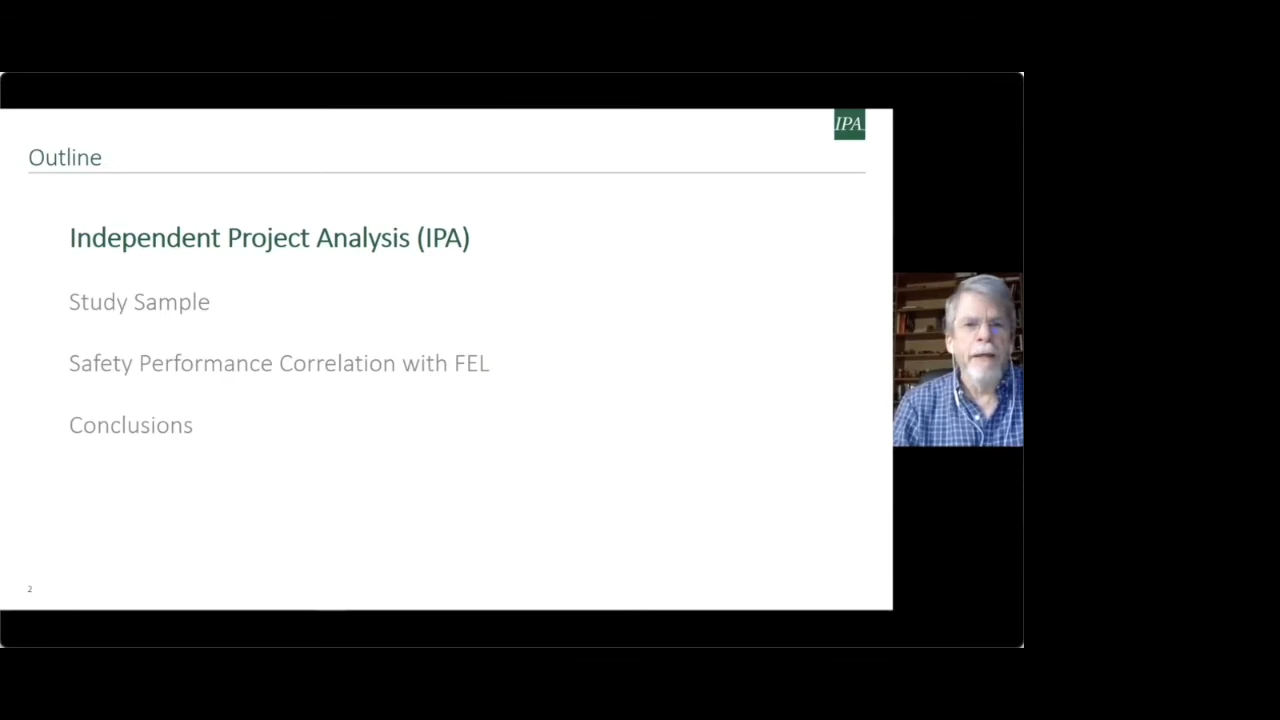 IPA
Outline
Independent Project Analysis (IPA)
Study Sample
Safety Performance Correlation with FEL
Conclusions
2